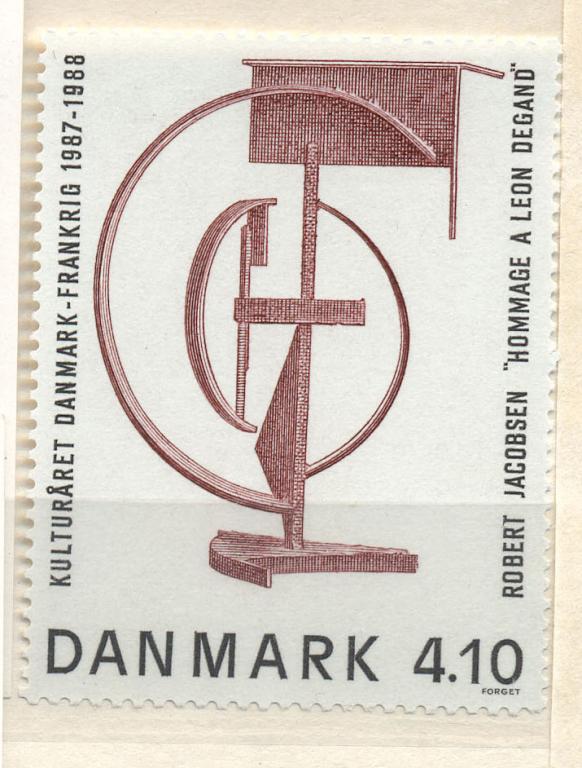 KULTURÅRET DANMARK-FRANKRIG 1987-1988
ROBERT JACOBSEN "HOMMAGE A LEON DEGAND"
DANMARK 4.10
FORGET